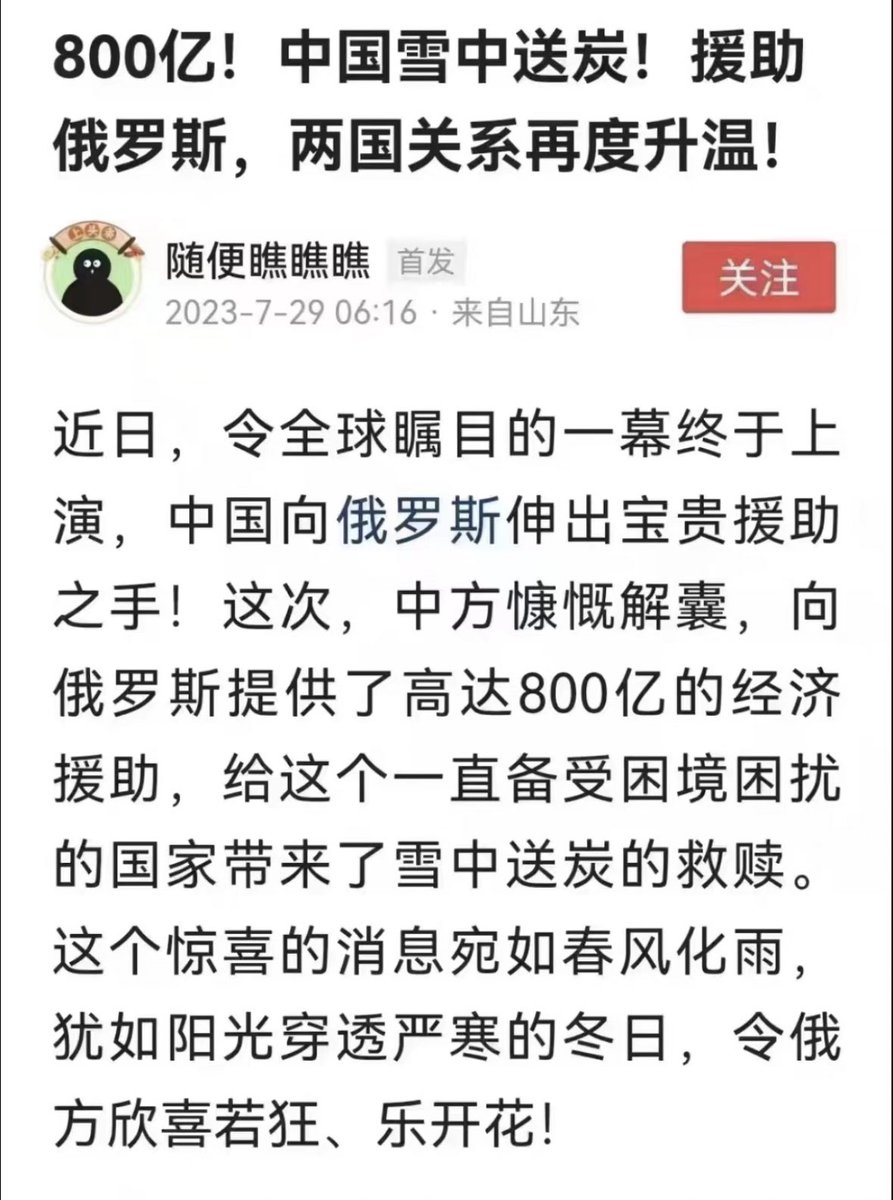 800亿！中国雪中送炭！援助
俄罗斯，两国关系再度升温！
随便瞧瞧瞧 首发
2023-7-29 06:16 · 来自山东
关注
近日，令全球瞩目的一幕终于上
演，中国向俄罗斯伸出宝贵援助
之手！这次，中方慷慨解囊，向
俄罗斯提供了高达800亿的经济
援助，给这个一直备受困境困扰
的国家带来了雪中送炭的救赎。
这个惊喜的消息宛如春风化雨，
犹如阳光穿透严寒的冬日，令俄
方欣喜若狂、乐开花！